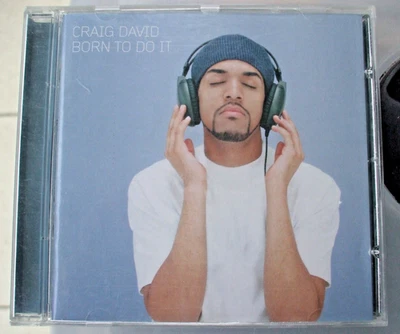 CRAIG DAVID
BORN TO DO IT